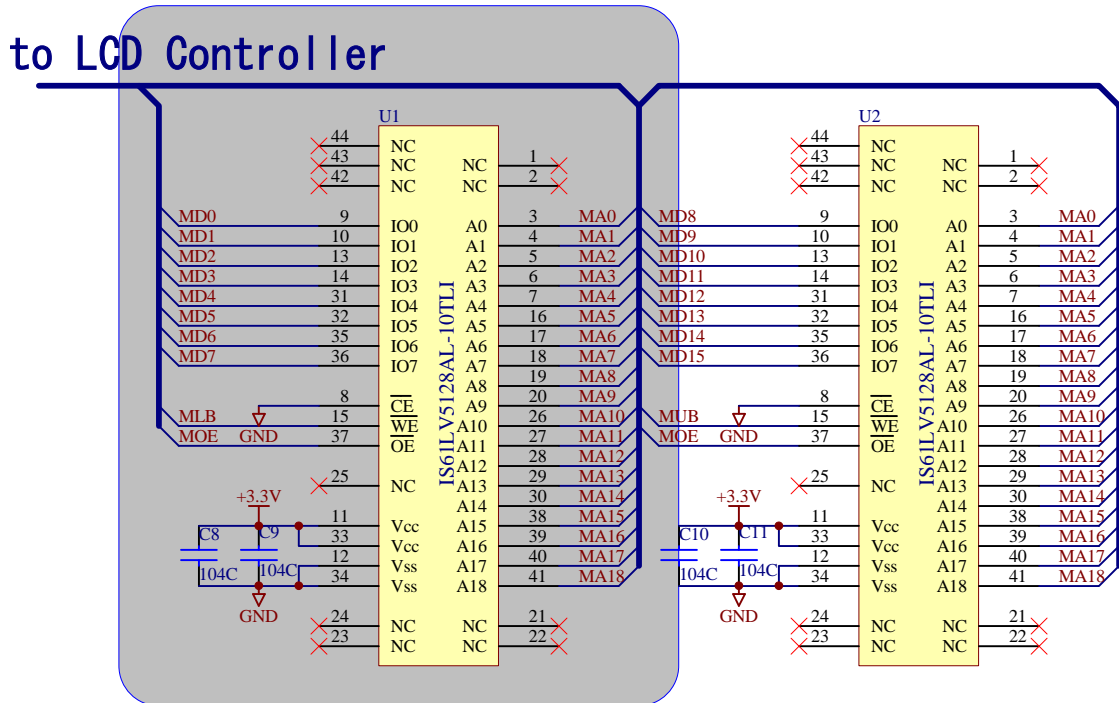 to LCD Controller
U1
44 NC
43 NC NC 1
42 NC NC 2
MD0 9 IO0 A0 3 MA0
MD1 10 IO1 A1 4 MA1
MD2 13 IO2 A2 5 MA2
MD3 14 IO3 A3 6 MA3
MD4 31 IO4 A4 7 MA4
MD5 32 IO5 A5 16 MA5
MD6 35 IO6 A6 17 MA6
MD7 36 IO7 A7 18 MA7
A8 19 MA8
8 CE A9 20 MA9
MLB GND 15 WE A10 26 MA10
MOE 37 OE A11 27 MA11
A12 28 MA12
25 NC A13 29 MA13
A14 30 MA14
+3.3V
11 Vcc A15 38 MA15
33 Vcc A16 39 MA16
12 Vss A17 40 MA17
34 Vss A18 41 MA18
C8 C9
104C 104C
GND
24 NC NC 21
23 NC NC 22
IS61LV5128AL-10TLI
U2
44 NC
43 NC NC 1
42 NC NC 2
MD8 9 IO0 A0 3 MA0
MD9 10 IO1 A1 4 MA1
MD10 13 IO2 A2 5 MA2
MD11 14 IO3 A3 6 MA3
MD12 31 IO4 A4 7 MA4
MD13 32 IO5 A5 16 MA5
MD14 35 IO6 A6 17 MA6
MD15 36 IO7 A7 18 MA7
A8 19 MA8
8 CE A9 20 MA9
MUB GND 15 WE A10 26 MA10
MOE 37 OE A11 27 MA11
A12 28 MA12
25 NC A13 29 MA13
A14 30 MA14
+3.3V
11 Vcc A15 38 MA15
33 Vcc A16 39 MA16
12 Vss A17 40 MA17
34 Vss A18 41 MA18
C10 C11
104C 104C
GND
24 NC NC 21
23 NC NC 22
IS61LV5128AL-10TLI